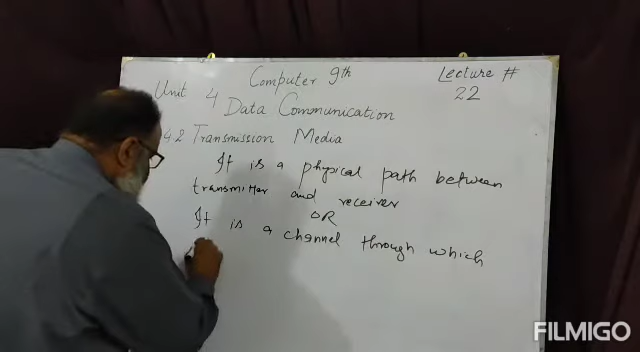 Computer 9th
Lecture #
22
Unit 4 Data Communication
4.2 Transmission Media
It is a physical path between
transmitter and receiver
OR
It is a channel through which
FILMIGO